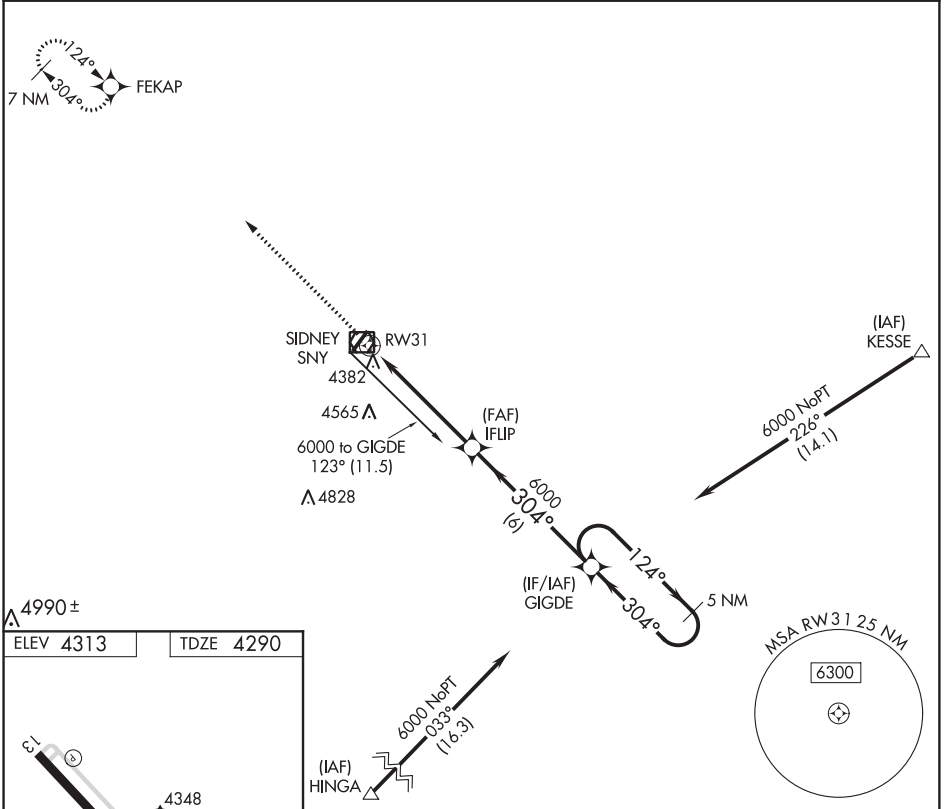 124°
304°
7 NM
FEKAP
SIDNEY
SNY
RW31
4382
4565
6000 to GIGDE
123° (11.5)
4828
(FAF)
IFLIP
6000
304°
(6)
(IAF)
KESSE
6000 NoPT
226°
(14.1)
(IF/IAF)
GIGDE
124°
304°
5 NM
4990 ±
ELEV 4313
TDZE 4290
13
P
4348
6000 NoPT
033°
(16.3)
(IAF)
HINGA
MSA RW31 25 NM
6300